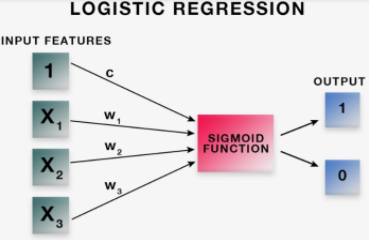 LOGISTIC REGRESSION
INPUT FEATURES
1
X1
X2
X3
C
W1
W2
W3
SIGMOID
FUNCTION
OUTPUT
1
0